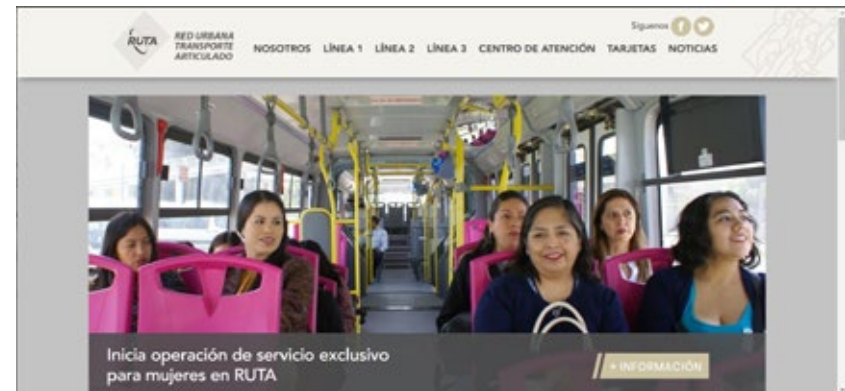 Síguenos
RUTA
RED URBANA
TRANSPORTE
ARTICULADO
NOSOTROS LÍNEA 1 LÍNEA 2 LÍNEA 3 CENTRO DE ATENCIÓN TARJETAS NOTICIAS
Inicia operación de servicio exclusivo
para mujeres en RUTA
+ INFORMACIÓN